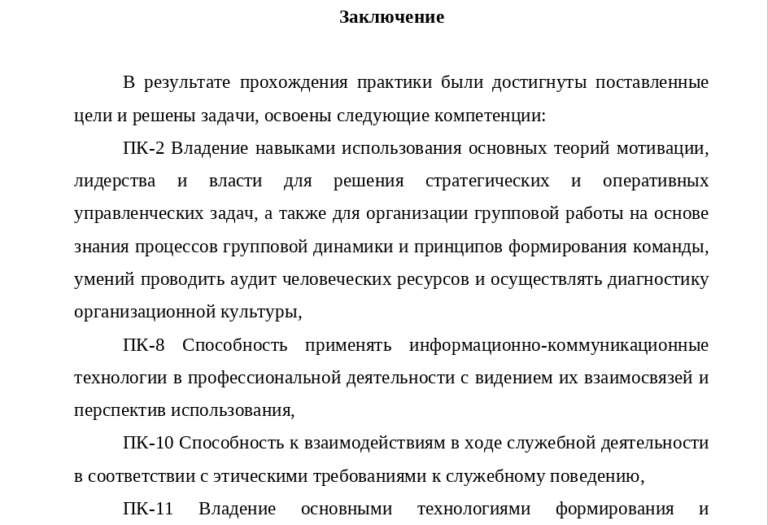 Заключение
В результате прохождения практики были достигнуты поставленные
цели и решены задачи, освоены следующие компетенции:
ПК-2 Владение навыками использования основных теорий мотивации,
лидерства и власти для решения стратегических и оперативных
управленческих задач, а также для организации групповой работы на основе
знания процессов групповой динамики и принципов формирования команды,
умений проводить аудит человеческих ресурсов и осуществлять диагностику
организационной культуры,
ПК-8 Способность применять информационно-коммуникационные
технологии в профессиональной деятельности с видением их взаимосвязей и
перспектив использования,
ПК-10 Способность к взаимодействиям в ходе служебной деятельности
в соответствии с этическими требованиями к служебному поведению,
ПК-11 Владение основными технологиями формирования и